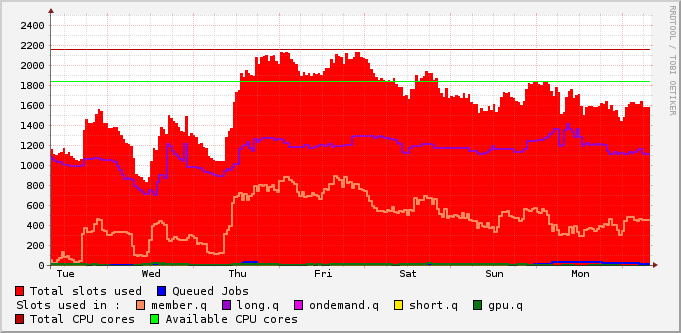 2400
2200
2000
1800
1600
1400
1200
1000
800
600
400
200
0
Tue Wed Thu Fri Sat Sun Mon
RRDTOOL / TOBI OETIKER
Total slots used Queued Jobs
Slots used in : member.q long.q ondemand.q short.q gpu.q
Total CPU cores Available CPU cores